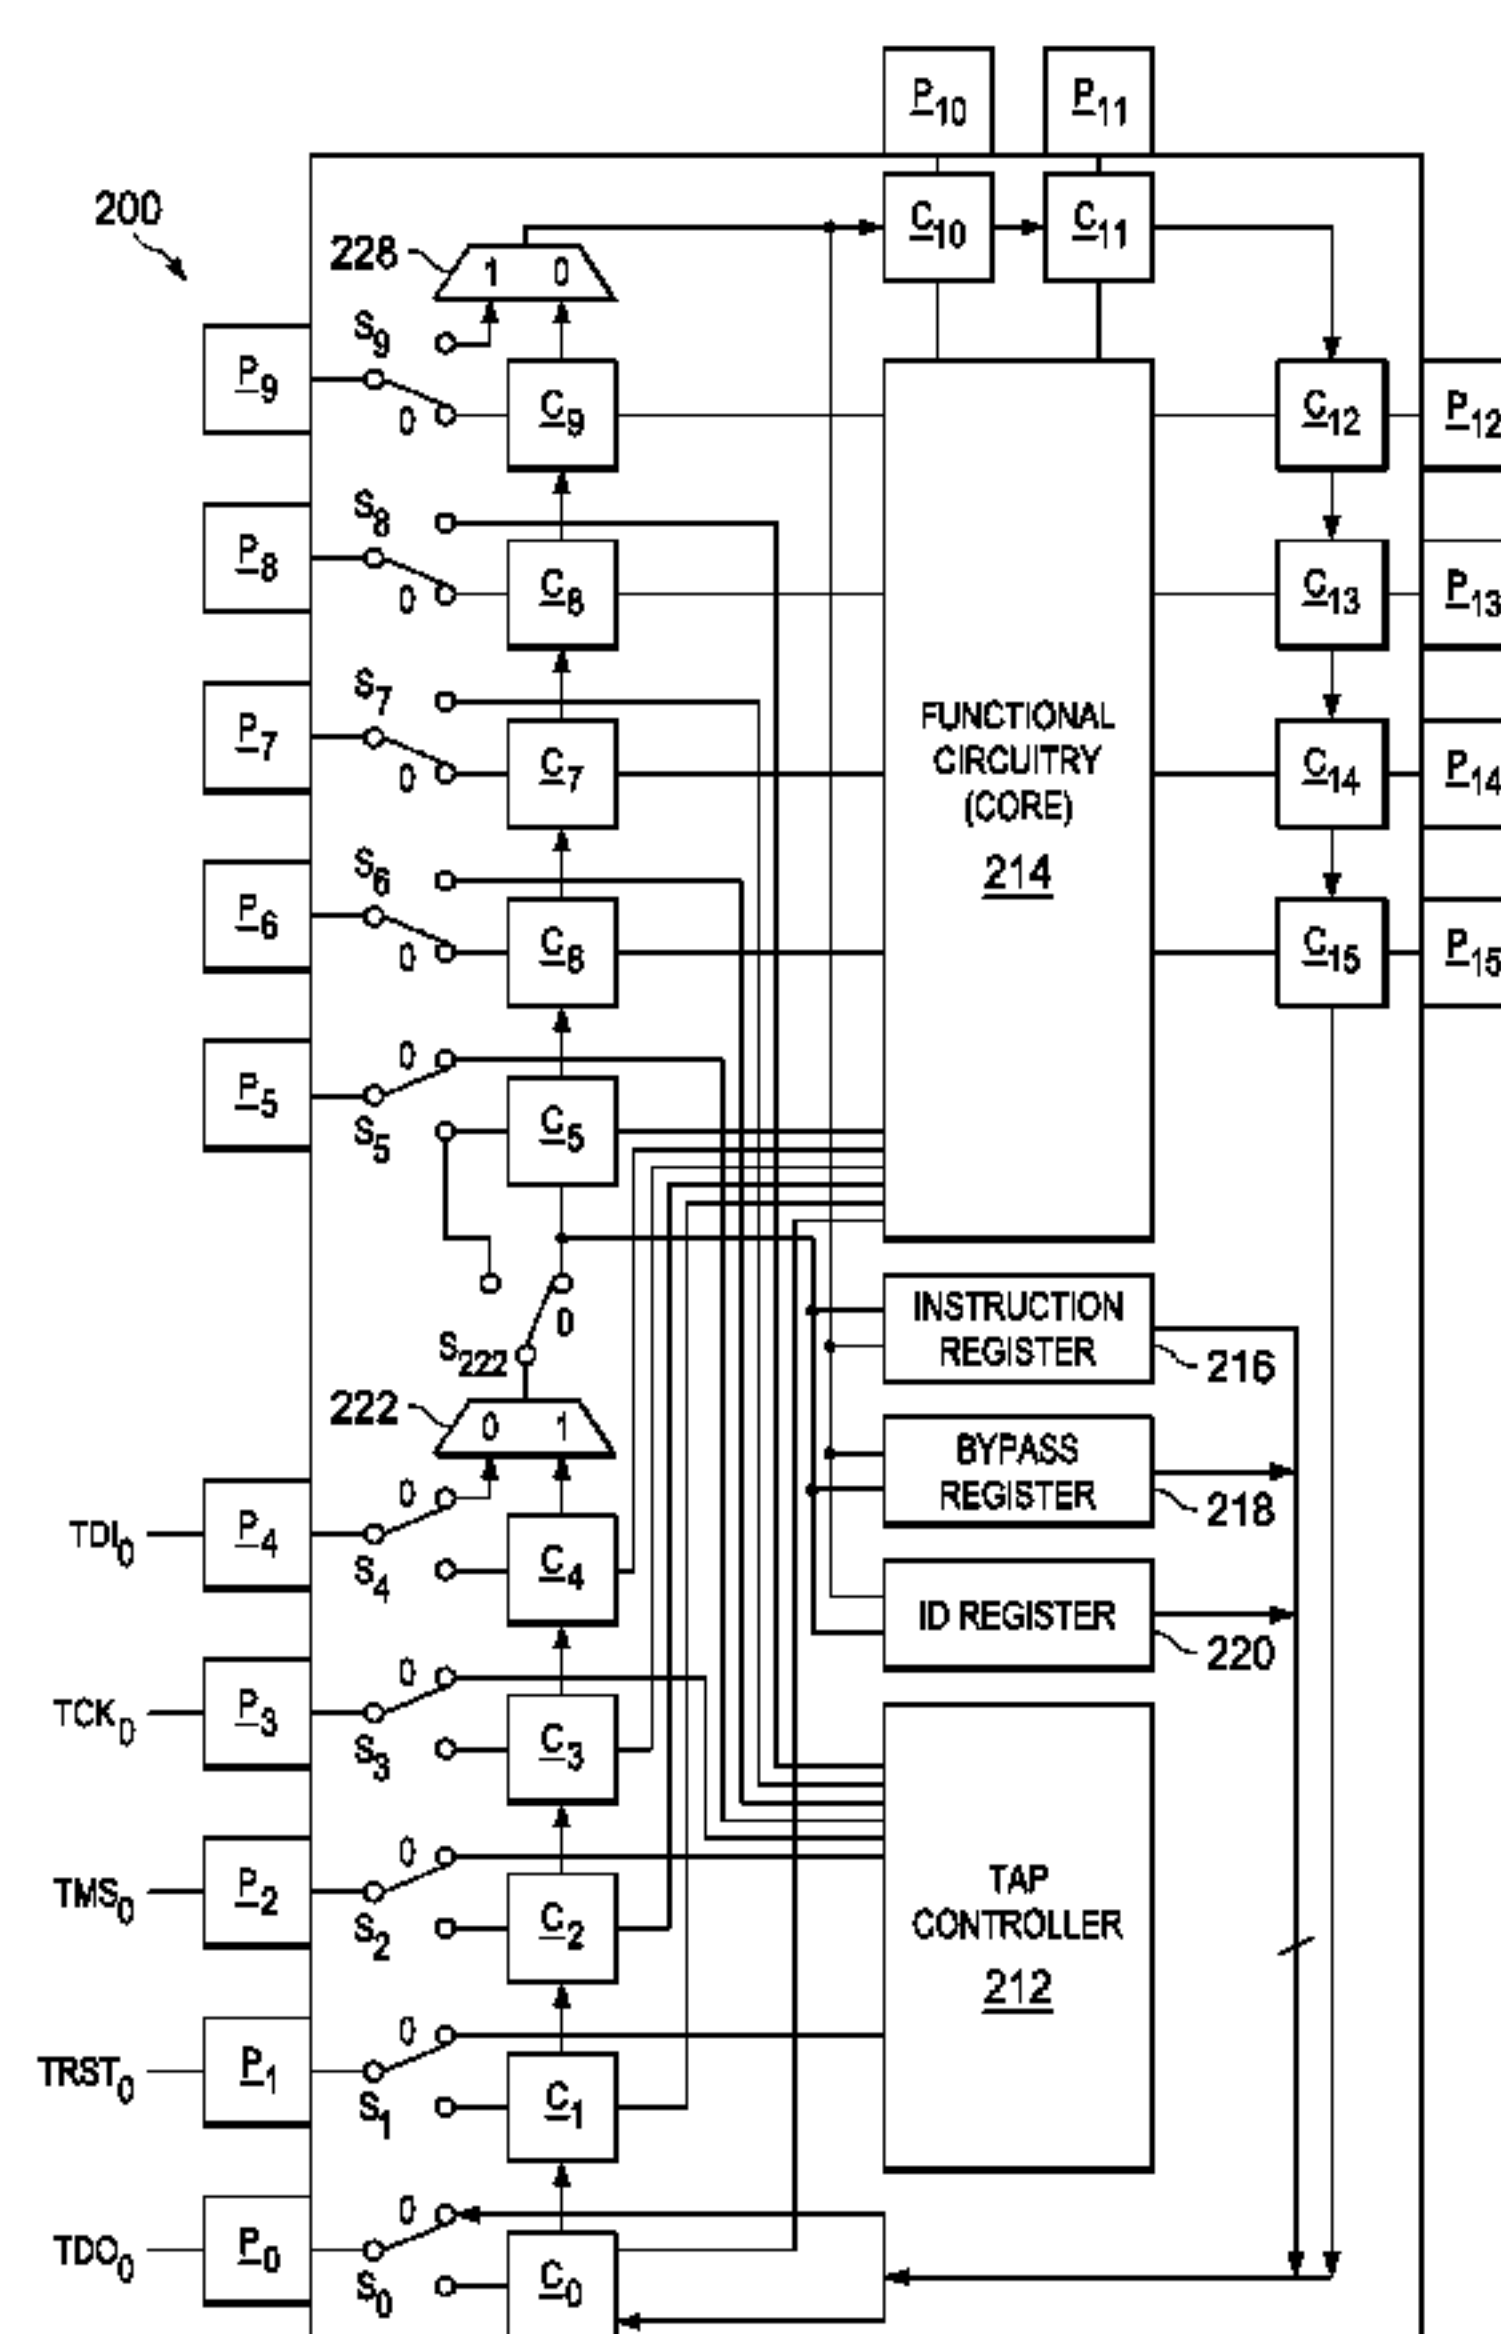 P10 P11
200
C10 C11
228 1 0
S9
P9 0 C9 C12 P12
S8
P8 0 C8 C13 P13
S7
P7 0 C7 C14 P14
FUNCTIONAL
CIRCUITRY
(CORE)
214
S6
P6 0 C6 C15 P15
0
P5 S5 C5
INSTRUCTION
REGISTER
216
0
S222
222 0 1
BYPASS
REGISTER
218
0
TDI0 P4 S4 C4
ID REGISTER
220
0
TCK0 P3 S3 C3
0
TMS0 P2 S2 C2
TAP
CONTROLLER
212
0
TRST0 P1 S1 C1
0
TDO0 P0 S0 C0